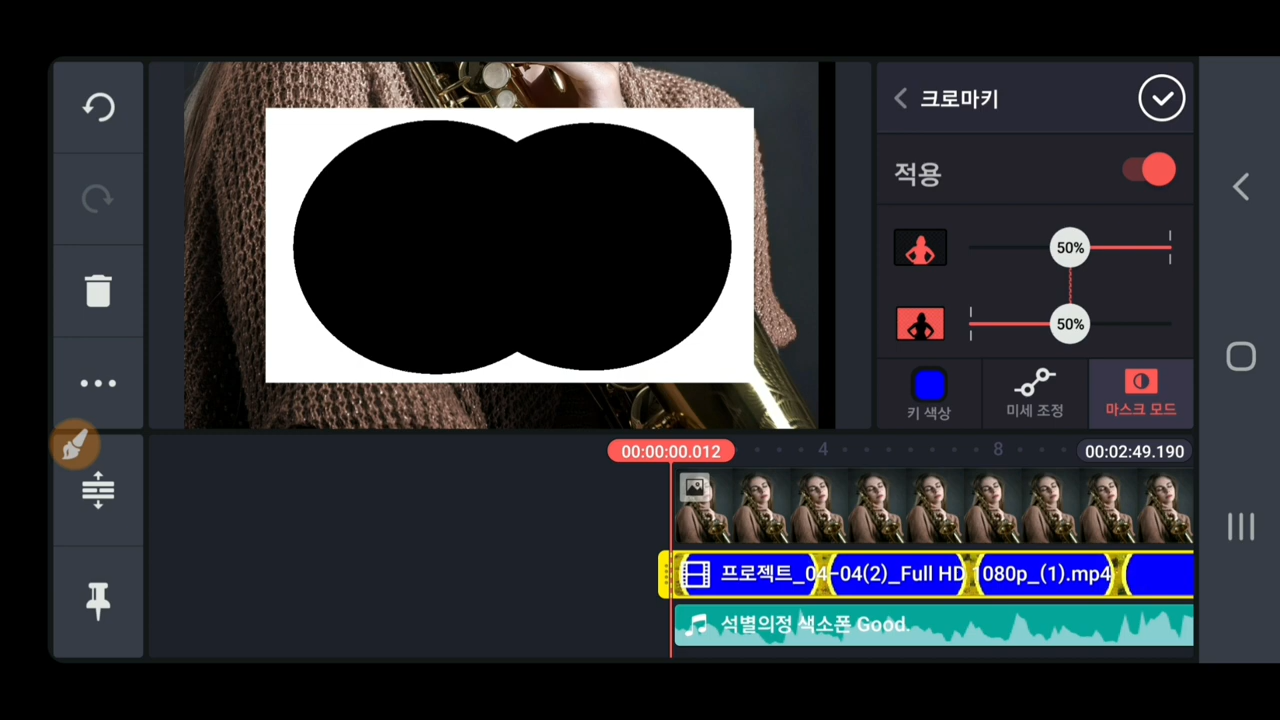 크로마키
적용
50%
50%
키 색상
미세 조정
마스크 모드
00:00:00.012
4
8
00:02:49.190
프로젝트_04-04(2)_Full HD 1080p_(1).mp4
석별의정 색소폰 Good.